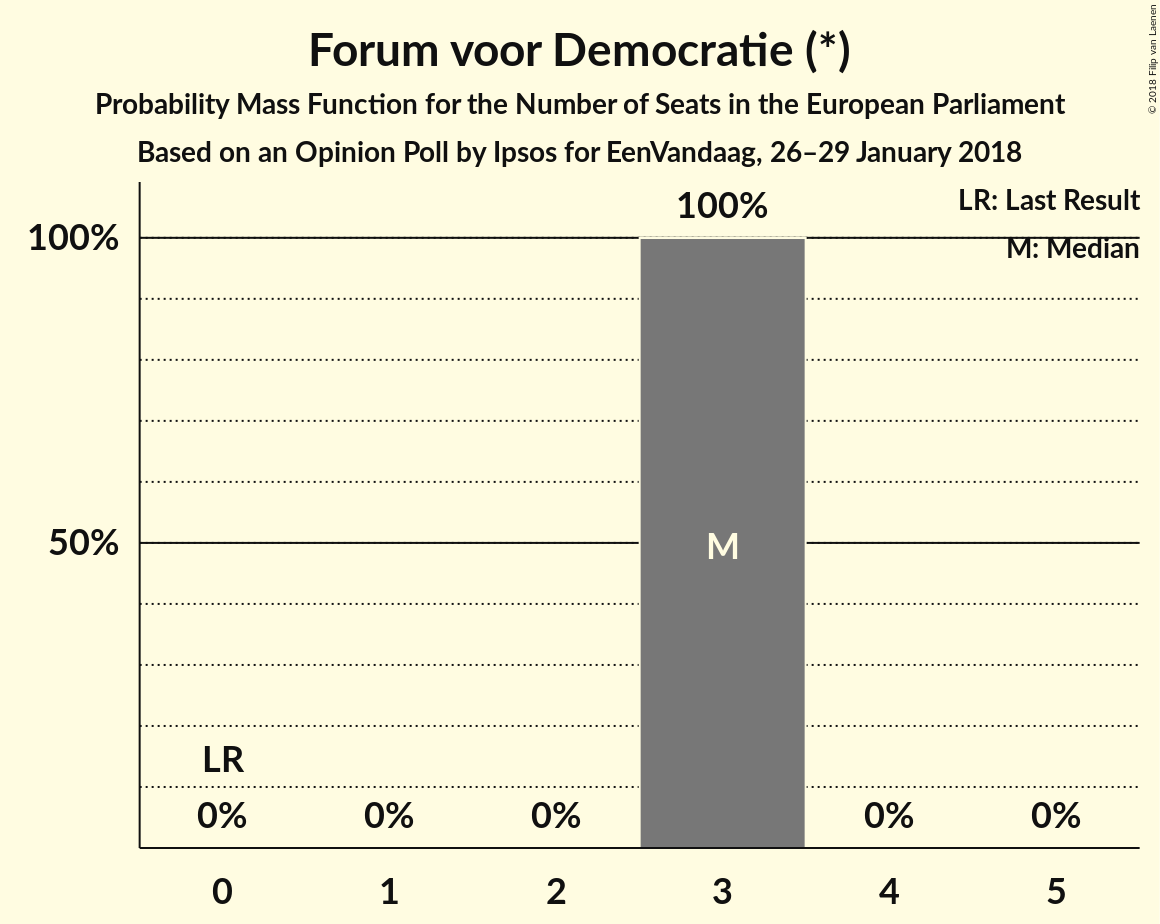 Forum voor Democratie (*)
Probability Mass Function for the Number of Seats in the European Parliament
Based on an Opinion Poll by Ipsos for EenVandaag, 26–29 January 2018
© 2018 Filip van Laenen
LR: Last Result
M: Median
100%
100%
50%
M
LR
0%
0%
0%
0%
0%
0
1
2
3
4
5